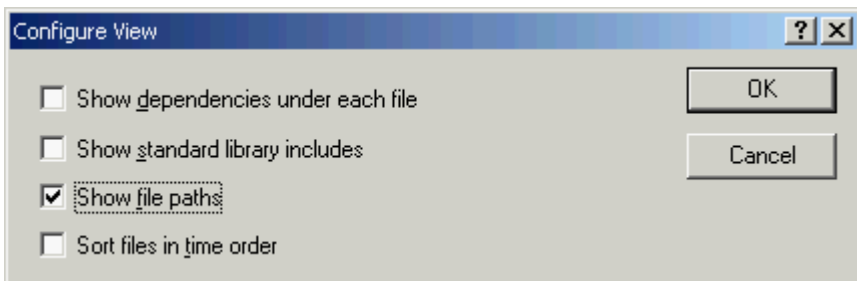 Configure View
?
Show dependencies under each file
OK
Show standard library includes
Cancel
Show file paths
Sort files in time order